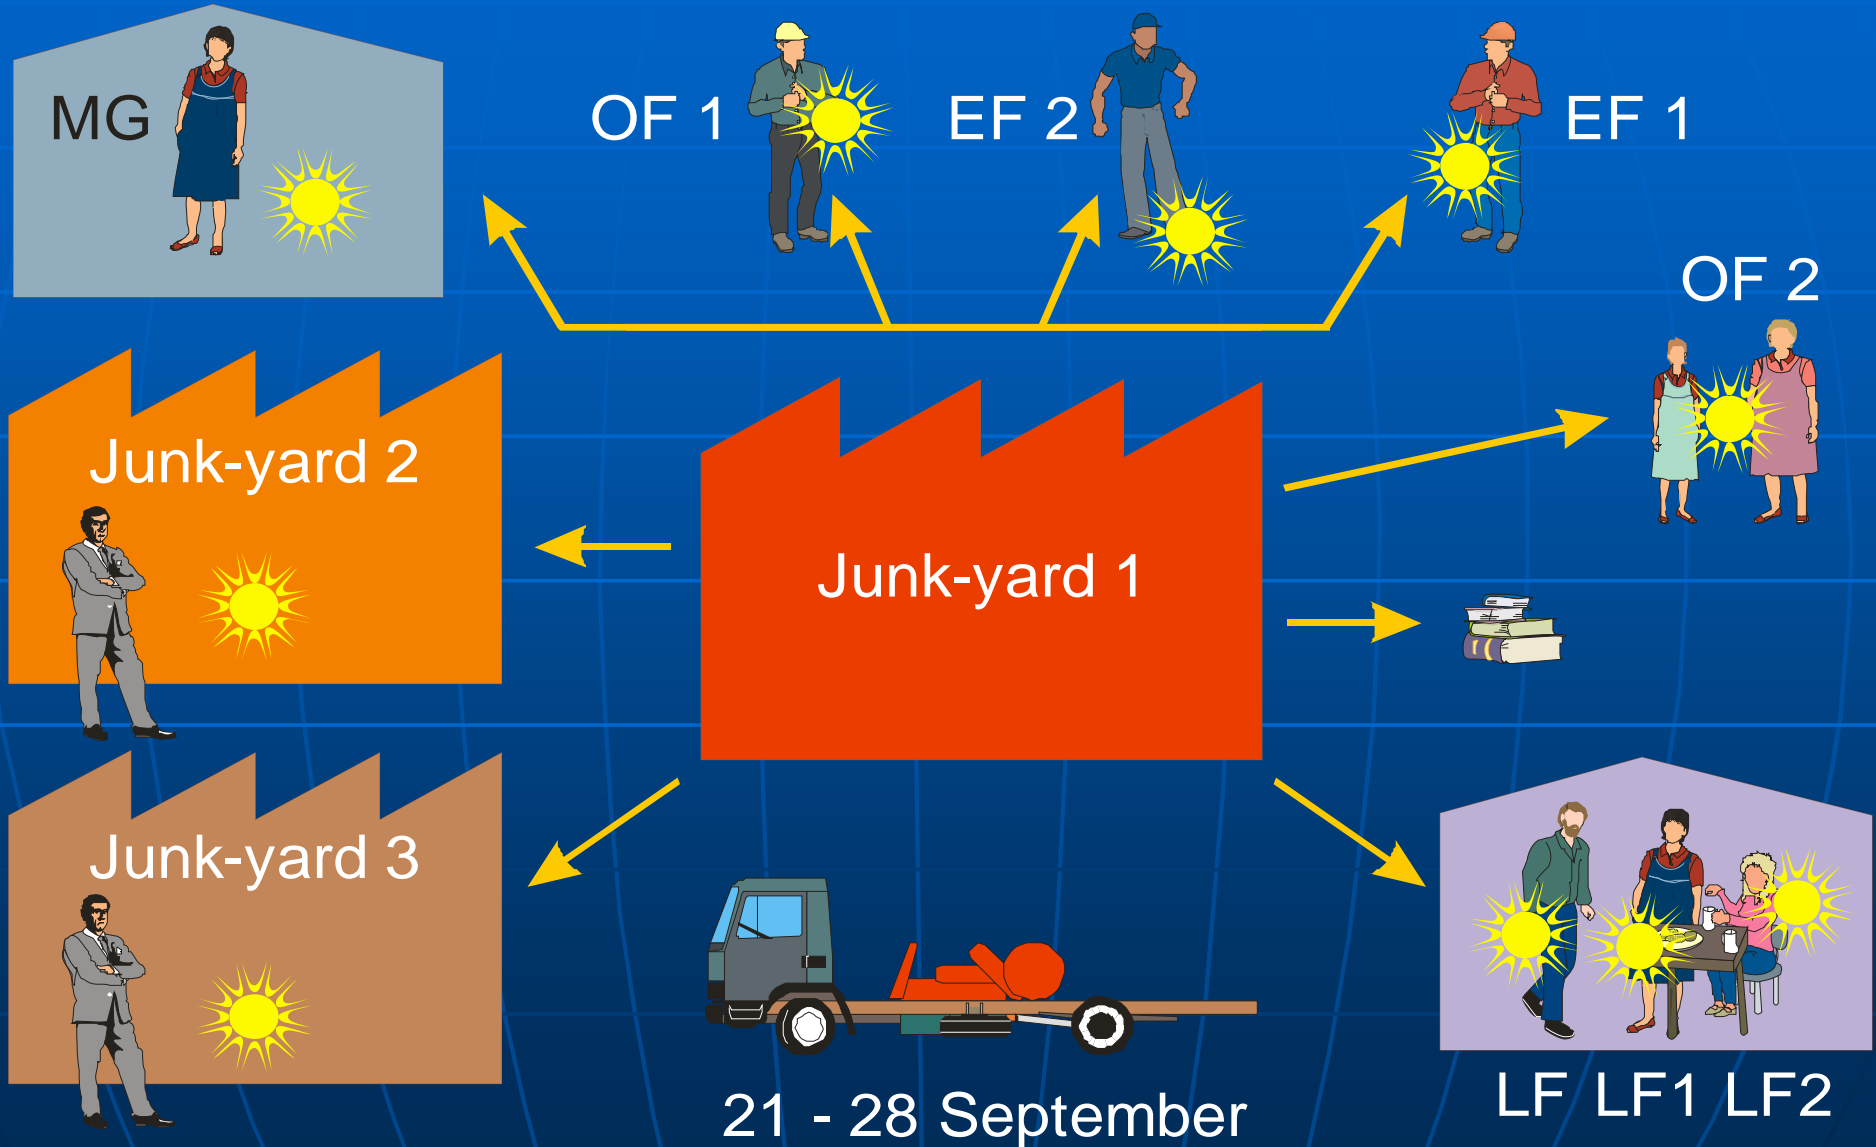 MG
OF 1
EF 2
EF 1
OF 2
Junk-yard 2
Junk-yard 1
Junk-yard 3
21 - 28 September
LF LF1 LF2